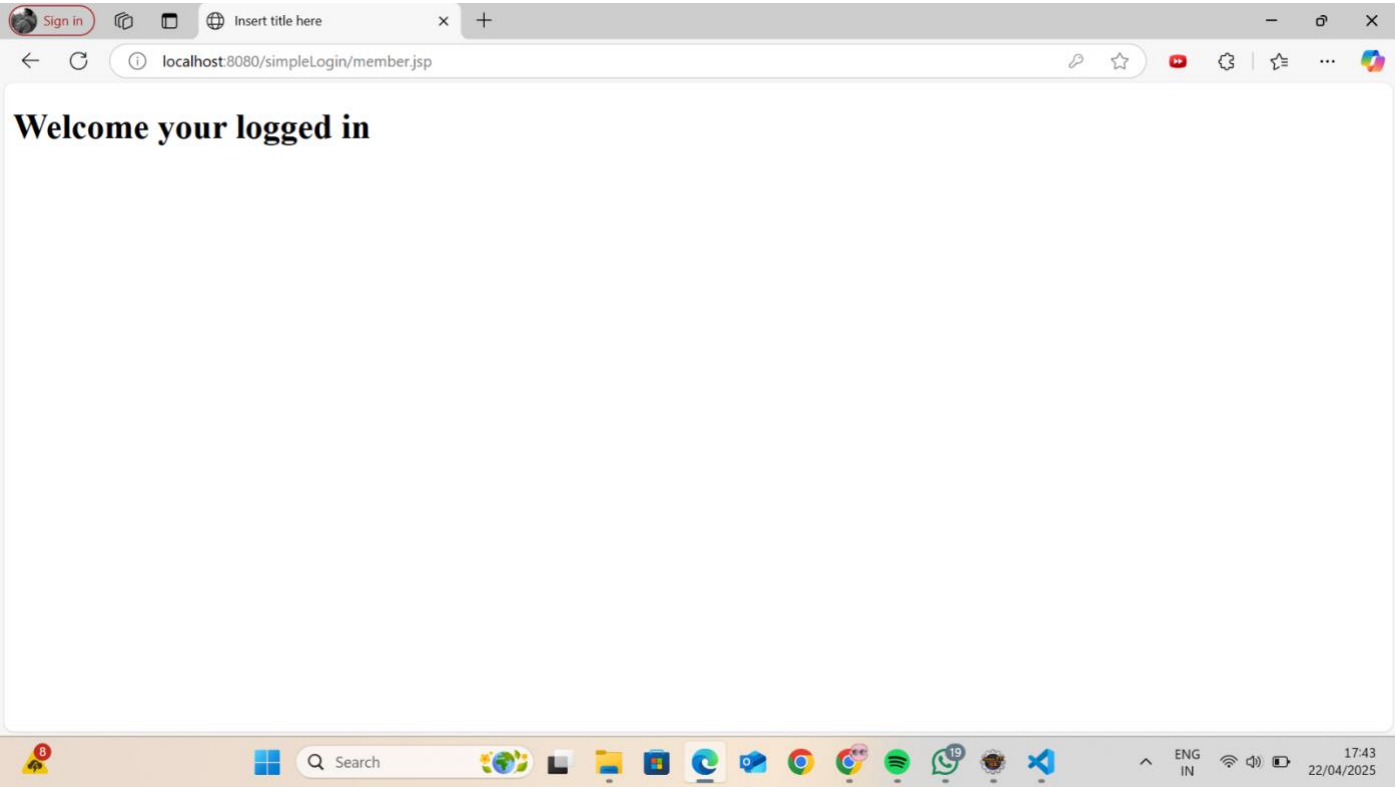 Sign in
Insert title here
localhost:8080/simpleLogin/member.jsp
Welcome your logged in
8
Search
19
ENG
IN
17:43
22/04/2025